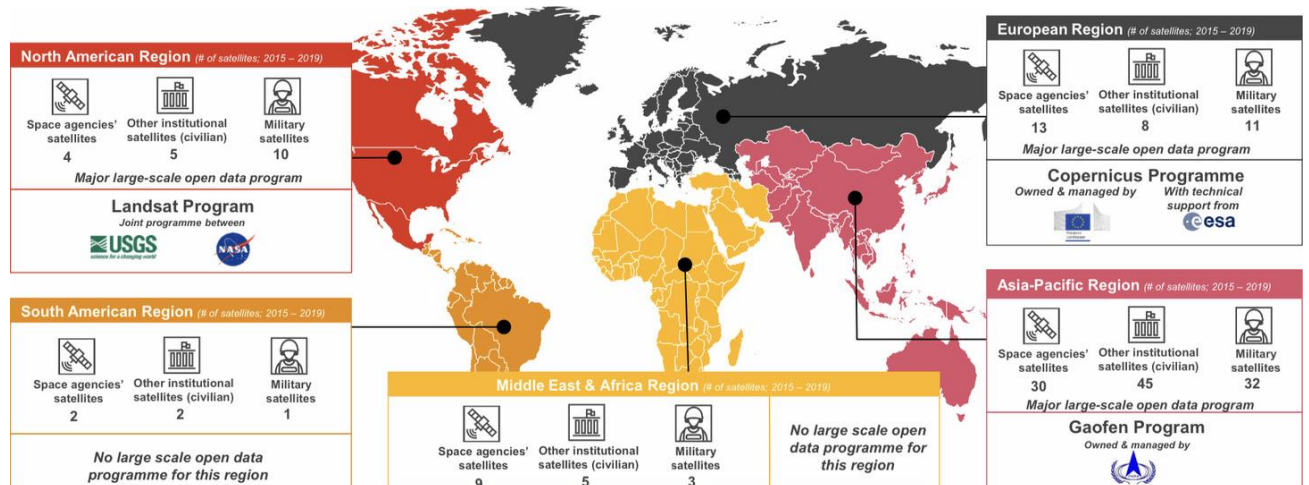 North American Region (# of satellites; 2015 – 2019)
Space agencies' satellites
4
Other institutional satellites (civilian)
5
Military satellites
10
Major large-scale open data program
Landsat Program
Joint programme between
USGS
science for a changing world
NASA
South American Region (# of satellites; 2015 – 2019)
Space agencies' satellites
2
Other institutional satellites (civilian)
2
Military satellites
1
No large scale open data
programme for this region
Middle East & Africa Region (# of satellites; 2015 – 2019)
Space agencies' satellites
9
Other institutional satellites (civilian)
5
Military satellites
3
No large scale open
data programme for
this region
European Region (# of satellites; 2015 – 2019)
Space agencies' satellites
13
Other institutional satellites (civilian)
8
Military satellites
11
Major large-scale open data program
Copernicus Programme
Owned & managed by
With technical
support from
esa
Asia-Pacific Region (# of satellites; 2015 – 2019)
Space agencies' satellites
30
Other institutional satellites (civilian)
45
Military satellites
32
Major large-scale open data program
Gaofen Program
Owned & managed by